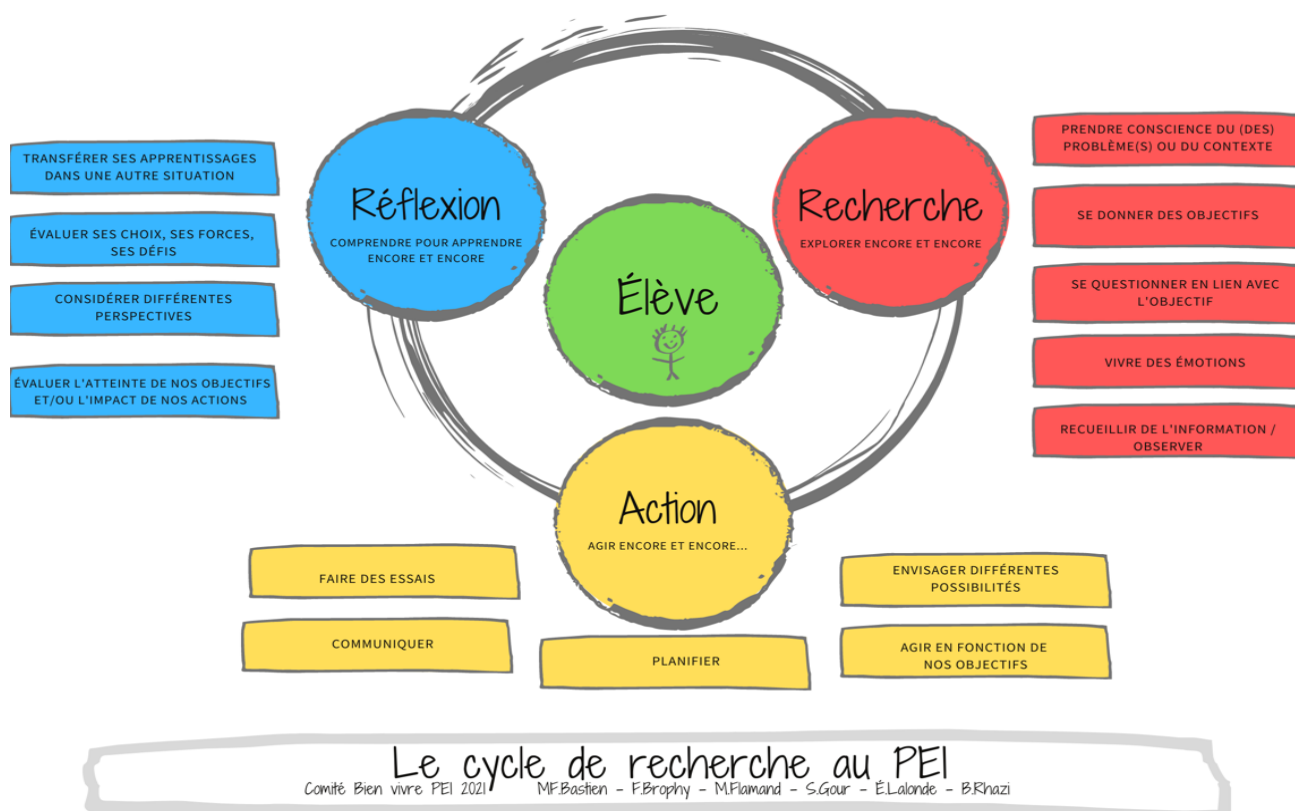 Réflexion
COMPRENDRE POUR APPRENDRE
ENCORE ET ENCORE
TRANSFÉRER SES APPRENTISSAGES
DANS UNE AUTRE SITUATION
ÉVALUER SES CHOIX, SES FORCES,
SES DÉFIS
CONSIDÉRER DIFFÉRENTES
PERSPECTIVES
ÉVALUER L'ATTEINTE DE NOS OBJECTIFS
ET/OU L'IMPACT DE NOS ACTIONS
Élève
Recherche
EXPLORER ENCORE ET ENCORE
PRENDRE CONSCIENCE DU (DES)
PROBLÈME(S) OU DU CONTEXTE
SE DONNER DES OBJECTIFS
SE QUESTIONNER EN LIEN AVEC
L'OBJECTIF
VIVRE DES ÉMOTIONS
RECUEILLIR DE L'INFORMATION /
OBSERVER
Action
AGIR ENCORE ET ENCORE...
FAIRE DES ESSAIS
COMMUNIQUER
PLANIFIER
ENVISAGER DIFFÉRENTES
POSSIBILITÉS
AGIR EN FONCTION DE
NOS OBJECTIFS
Le cycle de recherche au PEI
Comité Bien vivre PEI 2021 MF.Bastien - F.Brophy - M.Flamand - S.Gour - É.Lalonde - B.Rhazi